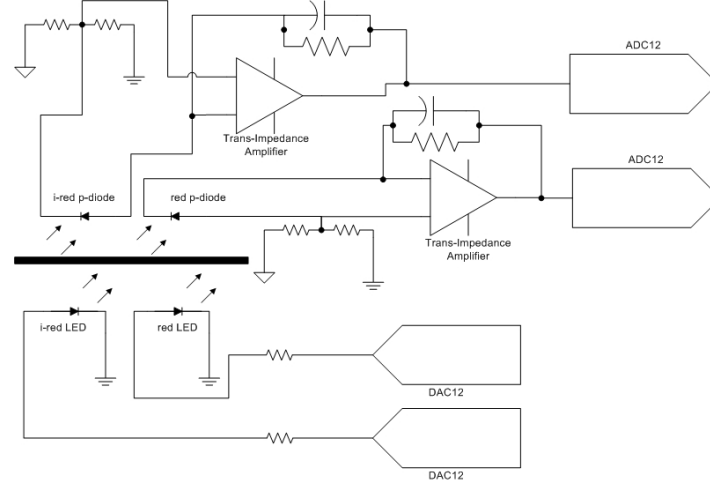 ADC12
Trans-Impedance
Amplifier
ADC12
i-red p-diode
red p-diode
Trans-Impedance
Amplifier
i-red LED
red LED
DAC12
DAC12